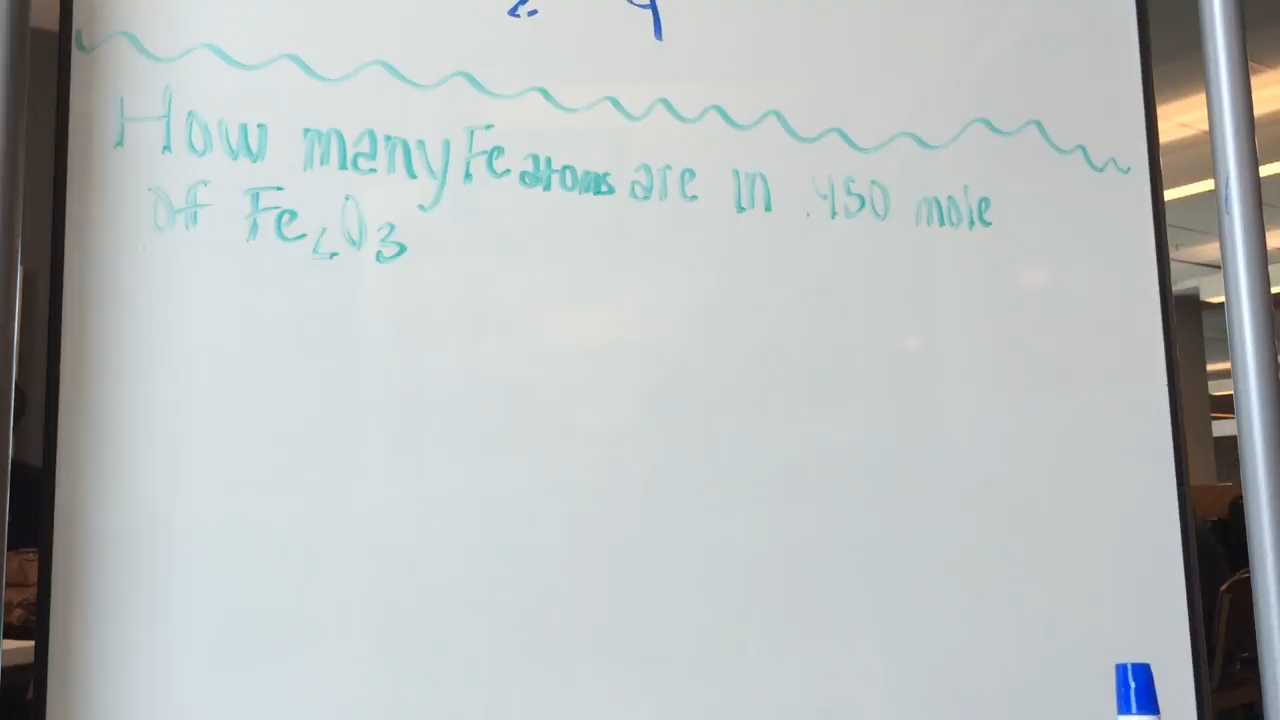 How many Fe atoms are in .450 mole
of Fe₂O₃